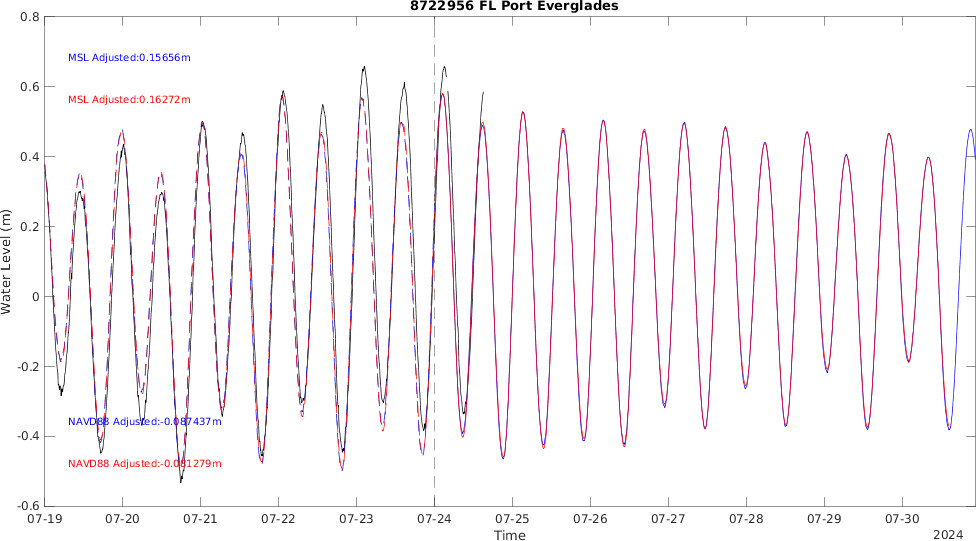 8722956 FL Port Everglades
0.8
MSL Adjusted:0.15656m
0.6
MSL Adjusted:0.16272m
0.4
0.2
Water Level (m)
0
-0.2
-0.4
NAVD88 Adjusted:-0.087437m
NAVD88 Adjusted:-0.081279m
-0.6
07-19 07-20 07-21 07-22 07-23 07-24 07-25 07-26 07-27 07-28 07-29 07-30
Time
2024